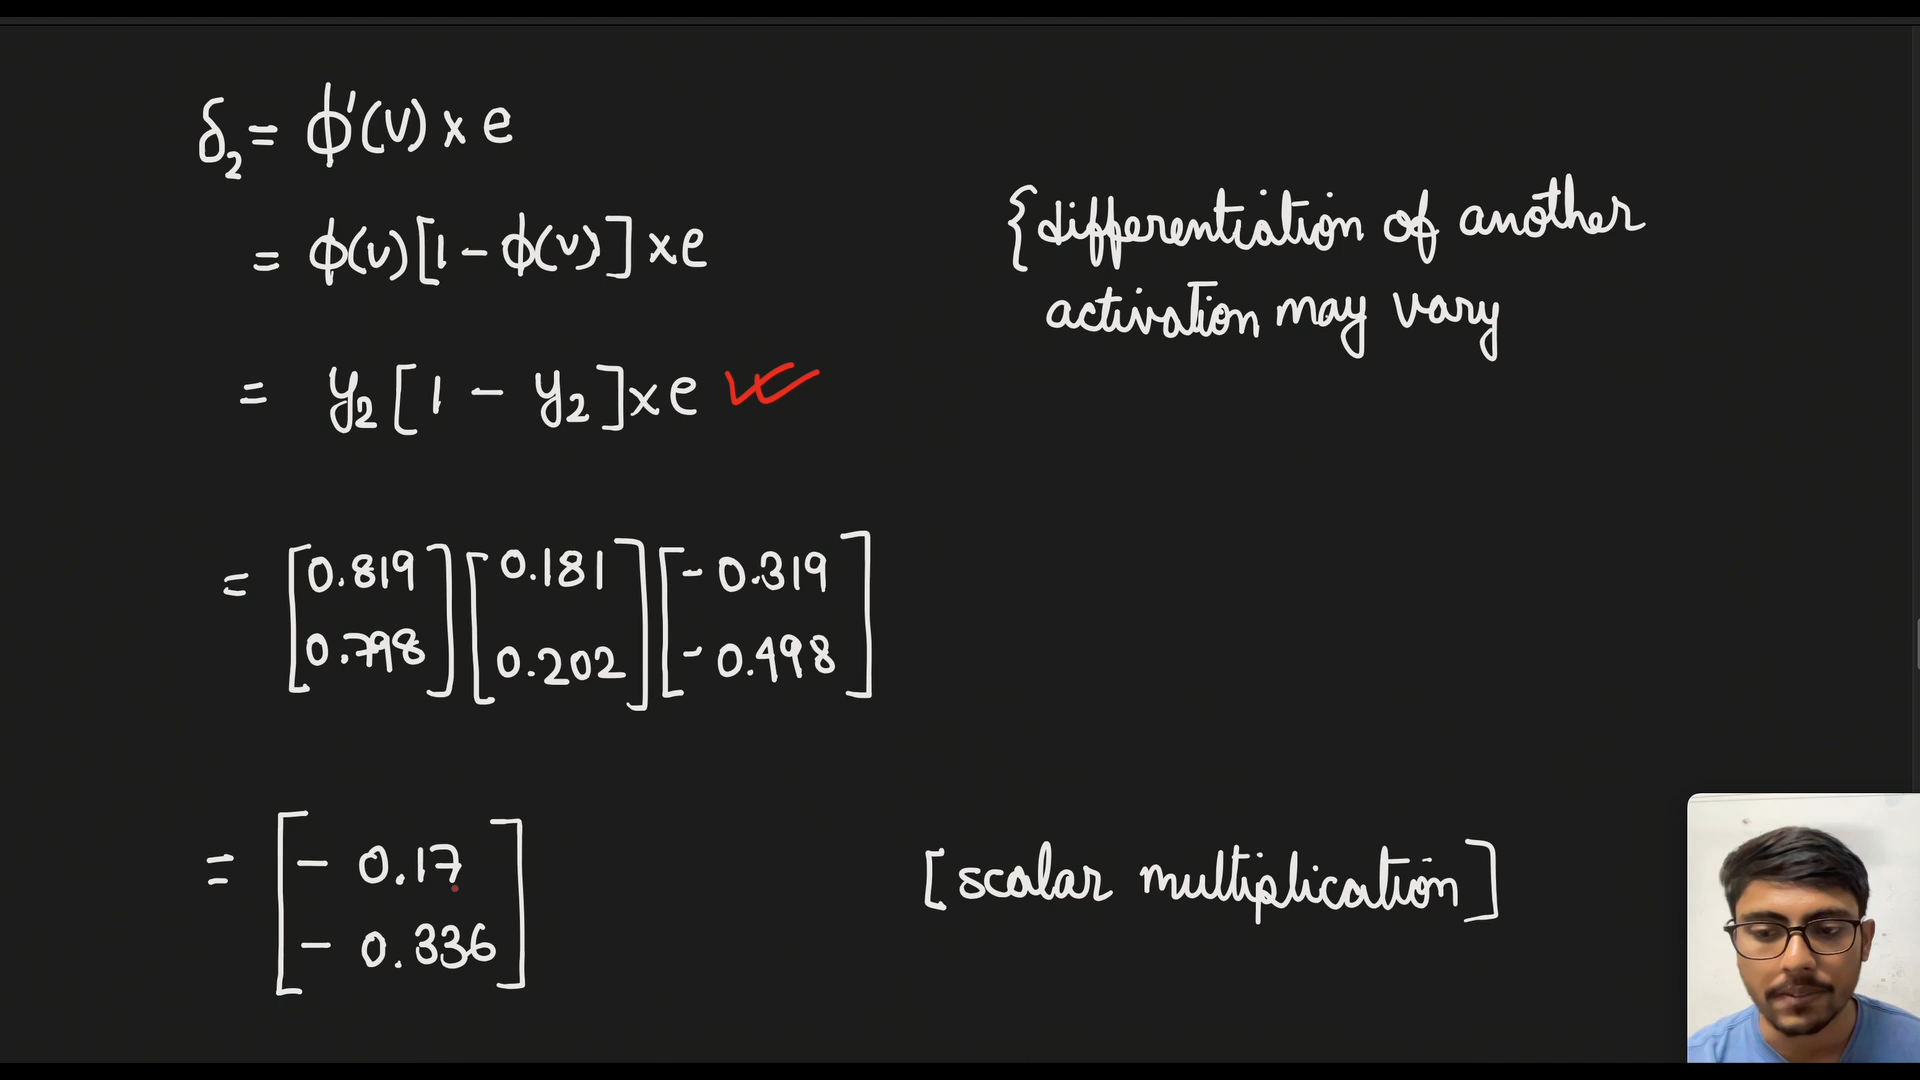 δ₂ = ϕ'(v) x e
= ϕ(v)[1 - ϕ(v)] x e
{differentiation of another
activation may vary
= y₂[1 - y₂] x e
= [0.819 0.798] [0.181 0.202] [-0.319 -0.498]
= [-0.17 -0.336]
[scalar multiplication]